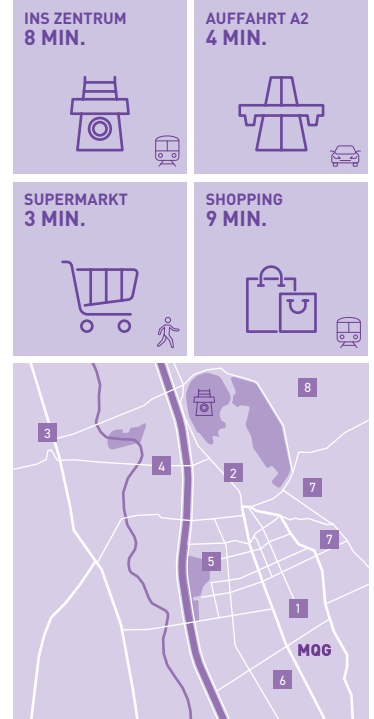 INS ZENTRUM
8 MIN.
AUFFAHRT A2
4 MIN.
SUPERMARKT
3 MIN.
SHOPPING
9 MIN.
8
3
4
2
7
7
5
1
MQG
6